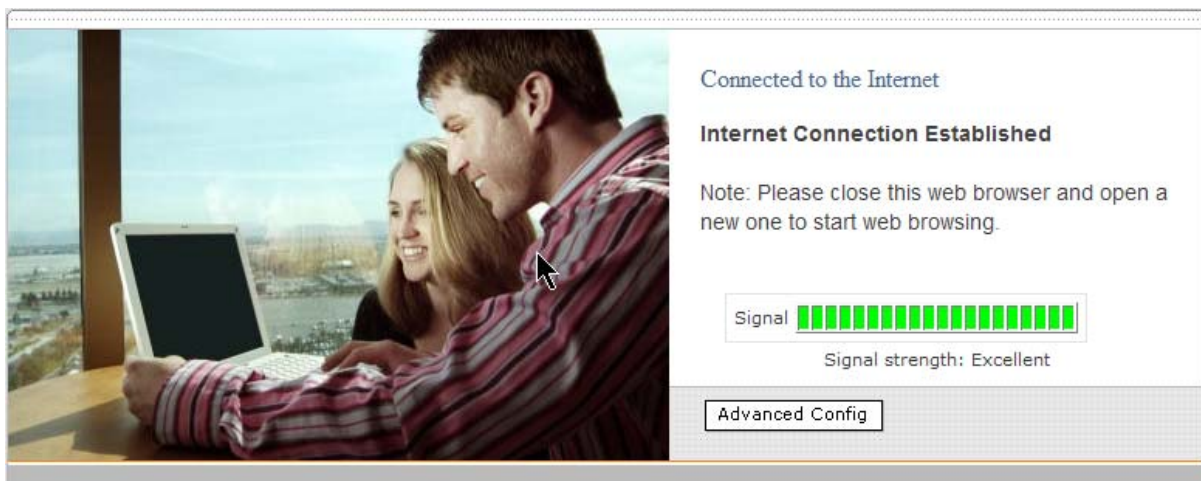 Connected to the Internet
Internet Connection Established
Note: Please close this web browser and open a
new one to start web browsing.
Signal
Signal strength: Excellent
Advanced Config